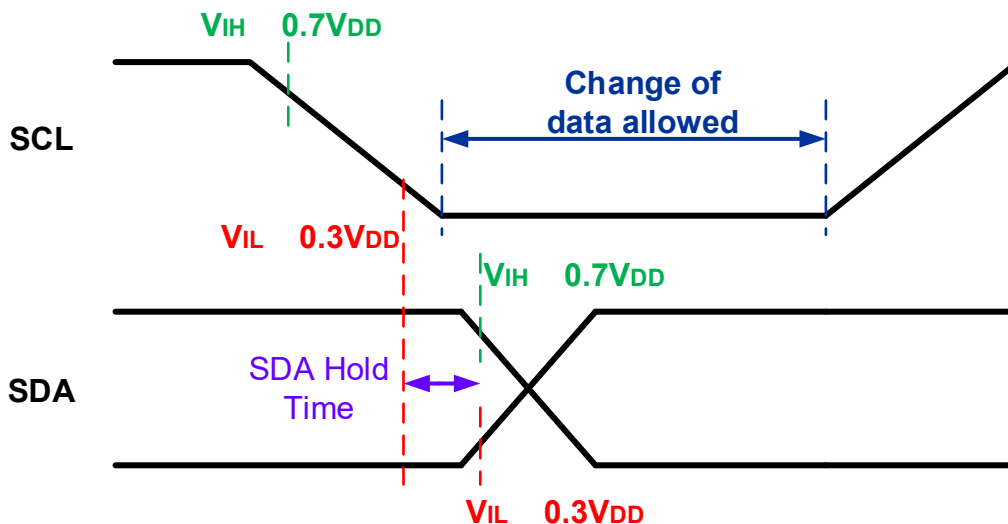 VIH 0.7VDD
Change of
data allowed
SCL
VIL 0.3VDD
VIH 0.7VDD
SDA Hold
Time
SDA
VIL 0.3VDD